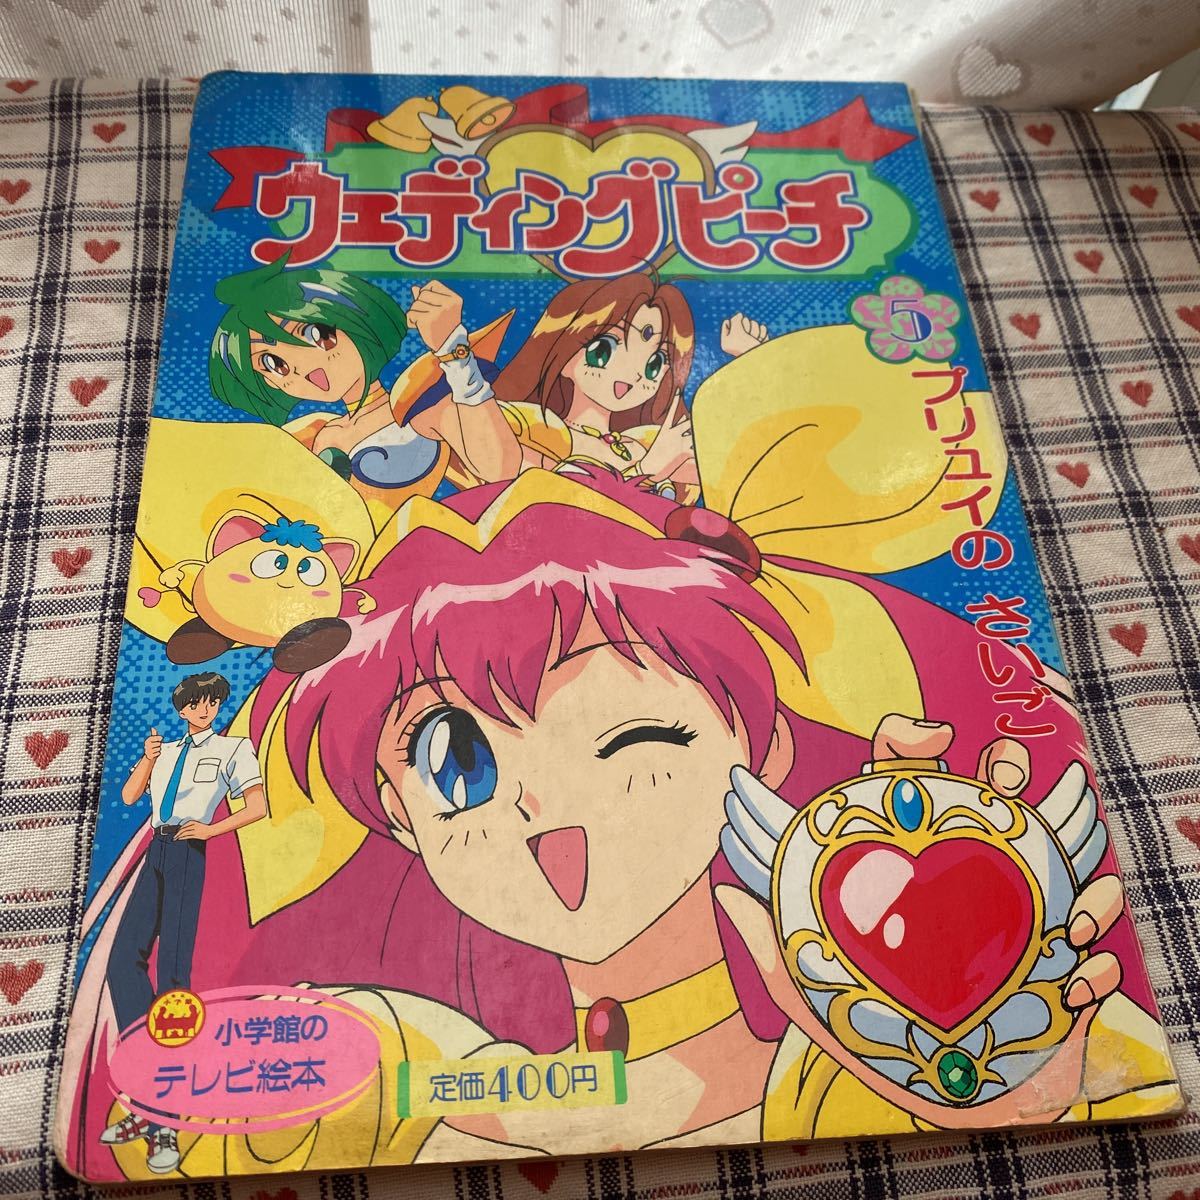 ウェディングピーチ
5
プリュイの さいご
小学館の
テレビ絵本
定価400円